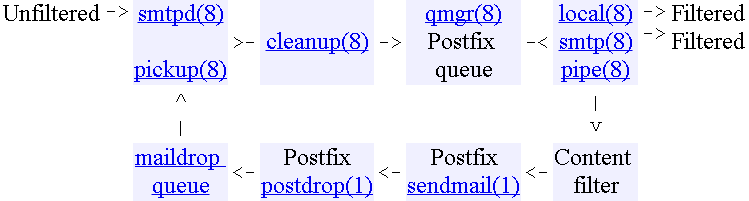 Unfiltered -> smtpd(8) qmgr(8) local(8) -> Filtered
>- cleanup(8) -> Postfix -< smtp(8) -> Filtered
pickup(8) queue pipe(8)
^ |
| v
maildrop Postfix Postfix Content
queue <- postdrop(1) <- sendmail(1) <- filter